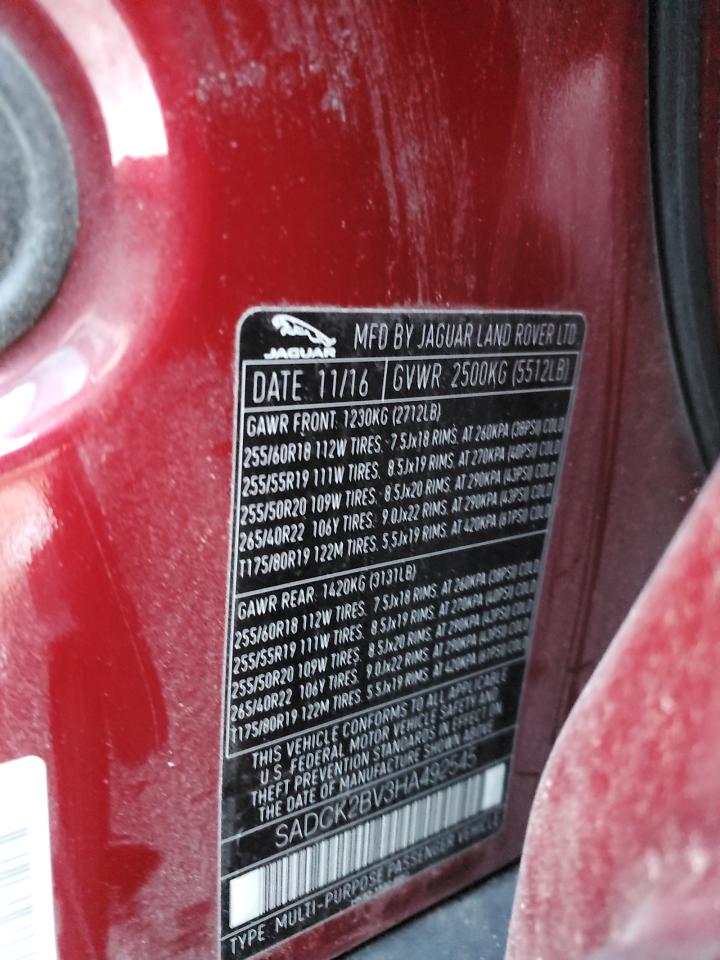 JAGUAR MFD BY JAGUAR LAND ROVER LTD
DATE 11/16 GVWR 2500KG (5512LB)
GAWR FRONT 1230KG (2712LB)
255/60R18 112W TIRES. 7.5Jx18 RIMS. AT 260KPA (38PSI) COLD
255/55R19 111W TIRES. 8.5Jx19 RIMS. AT 270KPA (40PSI) COLD
255/50R20 109W TIRES. 8.5Jx20 RIMS. AT 290KPA (43PSI) COLD
265/40R22 106Y TIRES. 9.0Jx22 RIMS. AT 290KPA (43PSI) COLD
T175/80R19 122M TIRES. 5.5Jx19 RIMS. AT 420KPA (61PSI) COLD
GAWR REAR 1420KG (3131LB)
255/60R18 112W TIRES. 7.5Jx18 RIMS. AT 260KPA (38PSI) COLD
255/55R19 111W TIRES. 8.5Jx19 RIMS. AT 270KPA (40PSI) COLD
255/50R20 109W TIRES. 8.5Jx20 RIMS. AT 290KPA (43PSI) COLD
265/40R22 106Y TIRES. 9.0Jx22 RIMS. AT 290KPA (43PSI) COLD
T175/80R19 122M TIRES. 5.5Jx19 RIMS. AT 420KPA (61PSI) COLD
THIS VEHICLE CONFORMS TO ALL APPLICABLE
U.S. FEDERAL MOTOR VEHICLE SAFETY AND
THEFT PREVENTION STANDARDS IN EFFECT ON
THE DATE OF MANUFACTURE SHOWN ABOVE
SADCK2BV3HA492545
TYPE MULTI-PURPOSE PASSENGER VEHICLE